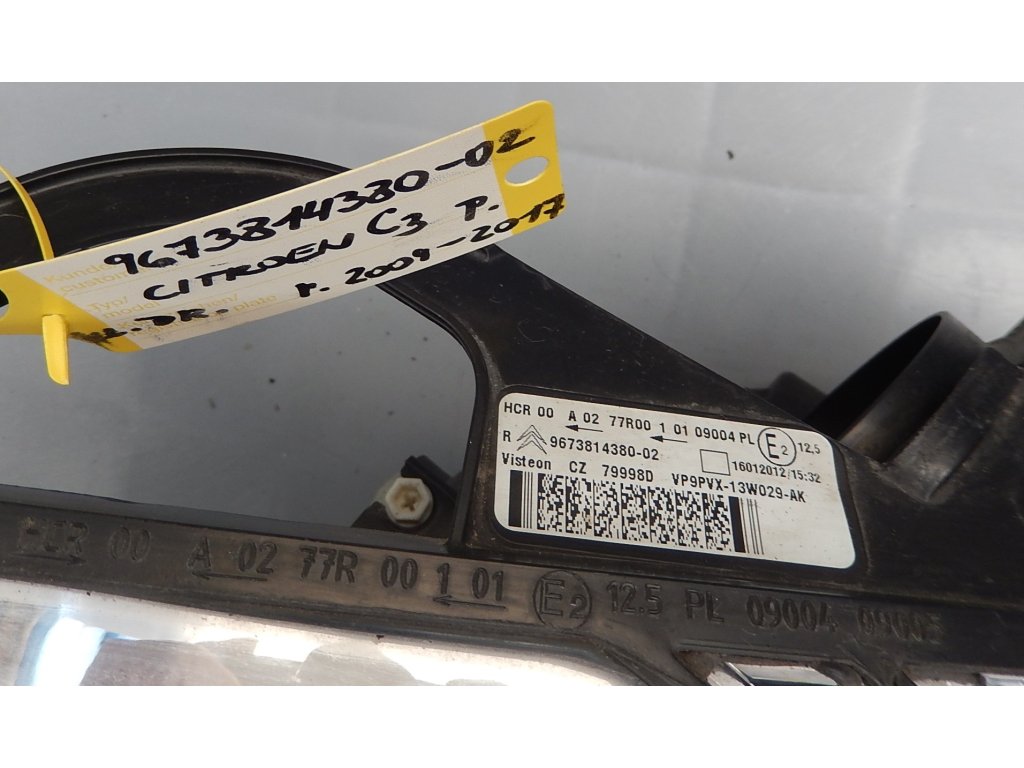 9673814380-02
CITROEN C3 P.
r. 2009-2017
HCR 00 A 02 77R00 1 01 09004 PL E2 12,5
R 9673814380-02
16012012/15:32
Visteon CZ 79998D VP9PVX-13W029-AK
HCR 00 A 02 77R 00 1 01 E2 12.5 PL 09004